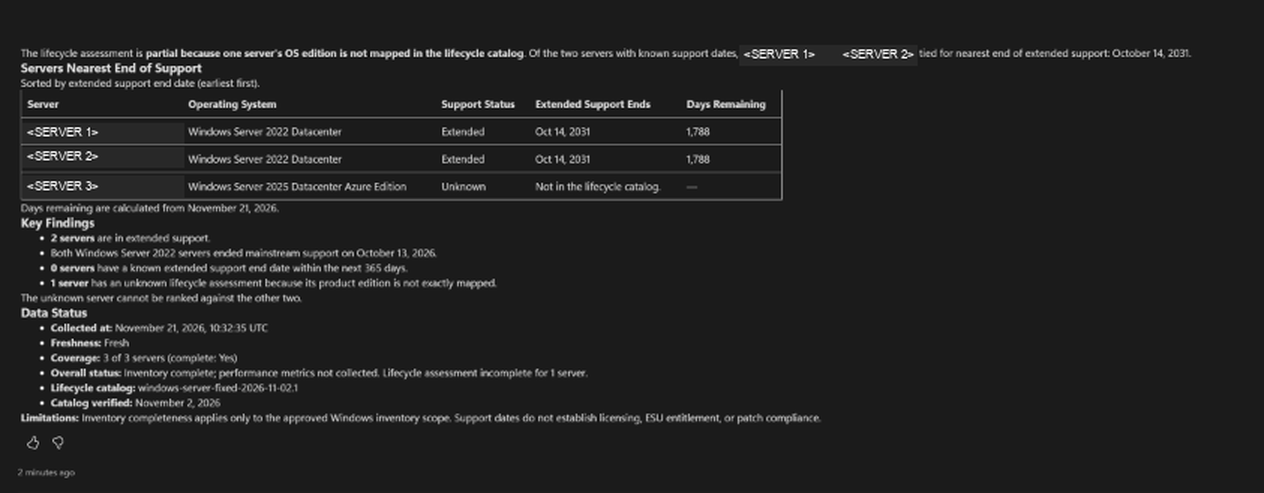 The lifecycle assessment is partial because one server's OS edition is not mapped in the lifecycle catalog. Of the two servers with known support dates, <SERVER 1> <SERVER 2> tied for nearest end of extended support: October 14, 2031.
Servers Nearest End of Support
Sorted by extended support end date (earliest first).
Server Operating System Support Status Extended Support Ends Days Remaining
<SERVER 1> Windows Server 2022 Datacenter Extended Oct 14, 2031 1,788
<SERVER 2> Windows Server 2022 Datacenter Extended Oct 14, 2031 1,788
<SERVER 3> Windows Server 2025 Datacenter Azure Edition Unknown Not in the lifecycle catalog. —
Days remaining are calculated from November 21, 2026.
Key Findings
• 2 servers are in extended support.
• Both Windows Server 2022 servers ended mainstream support on October 13, 2026.
• 0 servers have a known extended support end date within the next 365 days.
• 1 server has an unknown lifecycle assessment because its product edition is not exactly mapped.
The unknown server cannot be ranked against the other two.
Data Status
• Collected at: November 21, 2026, 10:32:35 UTC
• Freshness: Fresh
• Coverage: 3 of 3 servers (complete: Yes)
• Overall status: Inventory complete; performance metrics not collected. Lifecycle assessment incomplete for 1 server.
• Lifecycle catalog: windows-server-fixed-2026-11-02.1
• Catalog verified: November 2, 2026
Limitations: Inventory completeness applies only to the approved Windows inventory scope. Support dates do not establish licensing, ESU entitlement, or patch compliance.
2 minutes ago